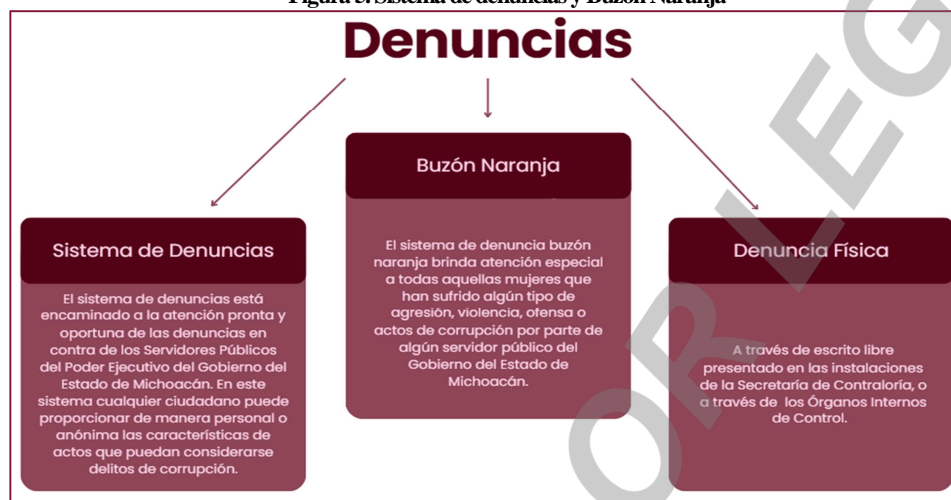 Figura 3. Sistema de denuncias y Buzón Naranja
Denuncias
Sistema de Denuncias
El sistema de denuncias está
encaminado a la atención pronta y
oportuna de las denuncias en
contra de los Servidores Públicos
del Poder Ejecutivo del Gobierno del
Estado de Michoacán. En este
sistema cualquier ciudadano puede
proporcionar de manera personal o
anónima las características de
actos que puedan considerarse
delitos de corrupción.
Buzón Naranja
El sistema de denuncia buzón
naranja brinda atención especial
a todas aquellas mujeres que
han sufrido algún tipo de
agresión, violencia, ofensa o
actos de corrupción por parte de
algún servidor público del
Gobierno del Estado de
Michoacán.
Denuncia Física
A través de escrito libre
presentado en las instalaciones
de la Secretaría de Contraloría, o
a través de los Órganos Internos
de Control.
OR LEG